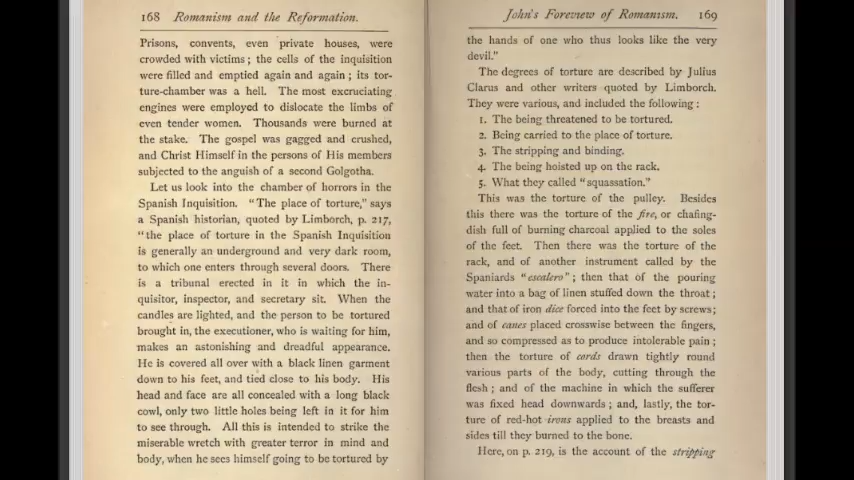 168 Romanism and the Reformation.
Prisons, convents, even private houses, were
crowded with victims; the cells of the inquisition
were filled and emptied again and again; its tor-
ture-chamber was a hell. The most excruciating
engines were employed to dislocate the limbs of
even tender women. Thousands were burned at
the stake. The gospel was gagged and crushed,
and Christ Himself in the persons of His members
subjected to the anguish of a second Golgotha.
Let us look into the chamber of horrors in the
Spanish Inquisition. "The place of torture," says
a Spanish historian, quoted by Limborch, p. 217,
"the place of torture in the Spanish Inquisition
is generally an underground and very dark room,
to which one enters through several doors. There
is a tribunal erected in it in which the in-
quisitor, inspector, and secretary sit. When the
candles are lighted, and the person to be tortured
brought in, the executioner, who is waiting for him,
makes an astonishing and dreadful appearance.
He is covered all over with a black linen garment
down to his feet, and tied close to his body. His
head and face are all concealed with a long black
cowl, only two little holes being left in it for him
to see through. All this is intended to strike the
miserable wretch with greater terror in mind and
body, when he sees himself going to be tortured by
John's Foreview of Romanism. 169
the hands of one who thus looks like the very
devil."
The degrees of torture are described by Julius
Clarus and other writers quoted by Limborch.
They were various, and included the following:
1. The being threatened to be tortured.
2. Being carried to the place of torture.
3. The stripping and binding.
4. The being hoisted up on the rack.
5. What they called "squassation."
This was the torture of the pulley. Besides
this there was the torture of the fire, or chafing-
dish full of burning charcoal applied to the soles
of the feet. Then there was the torture of the
rack, and of another instrument called by the
Spaniards "escalero"; then that of the pouring
water into a bag of linen stuffed down the throat;
and that of iron dice forced into the feet by screws;
and of canes placed crosswise between the fingers,
and so compressed as to produce intolerable pain;
then the torture of cords drawn tightly round
various parts of the body, cutting through the
flesh; and of the machine in which the sufferer
was fixed head downwards; and, lastly, the tor-
ture of red-hot irons applied to the breasts and
sides till they burned to the bone.
Here, on p. 219, is the account of the stripping